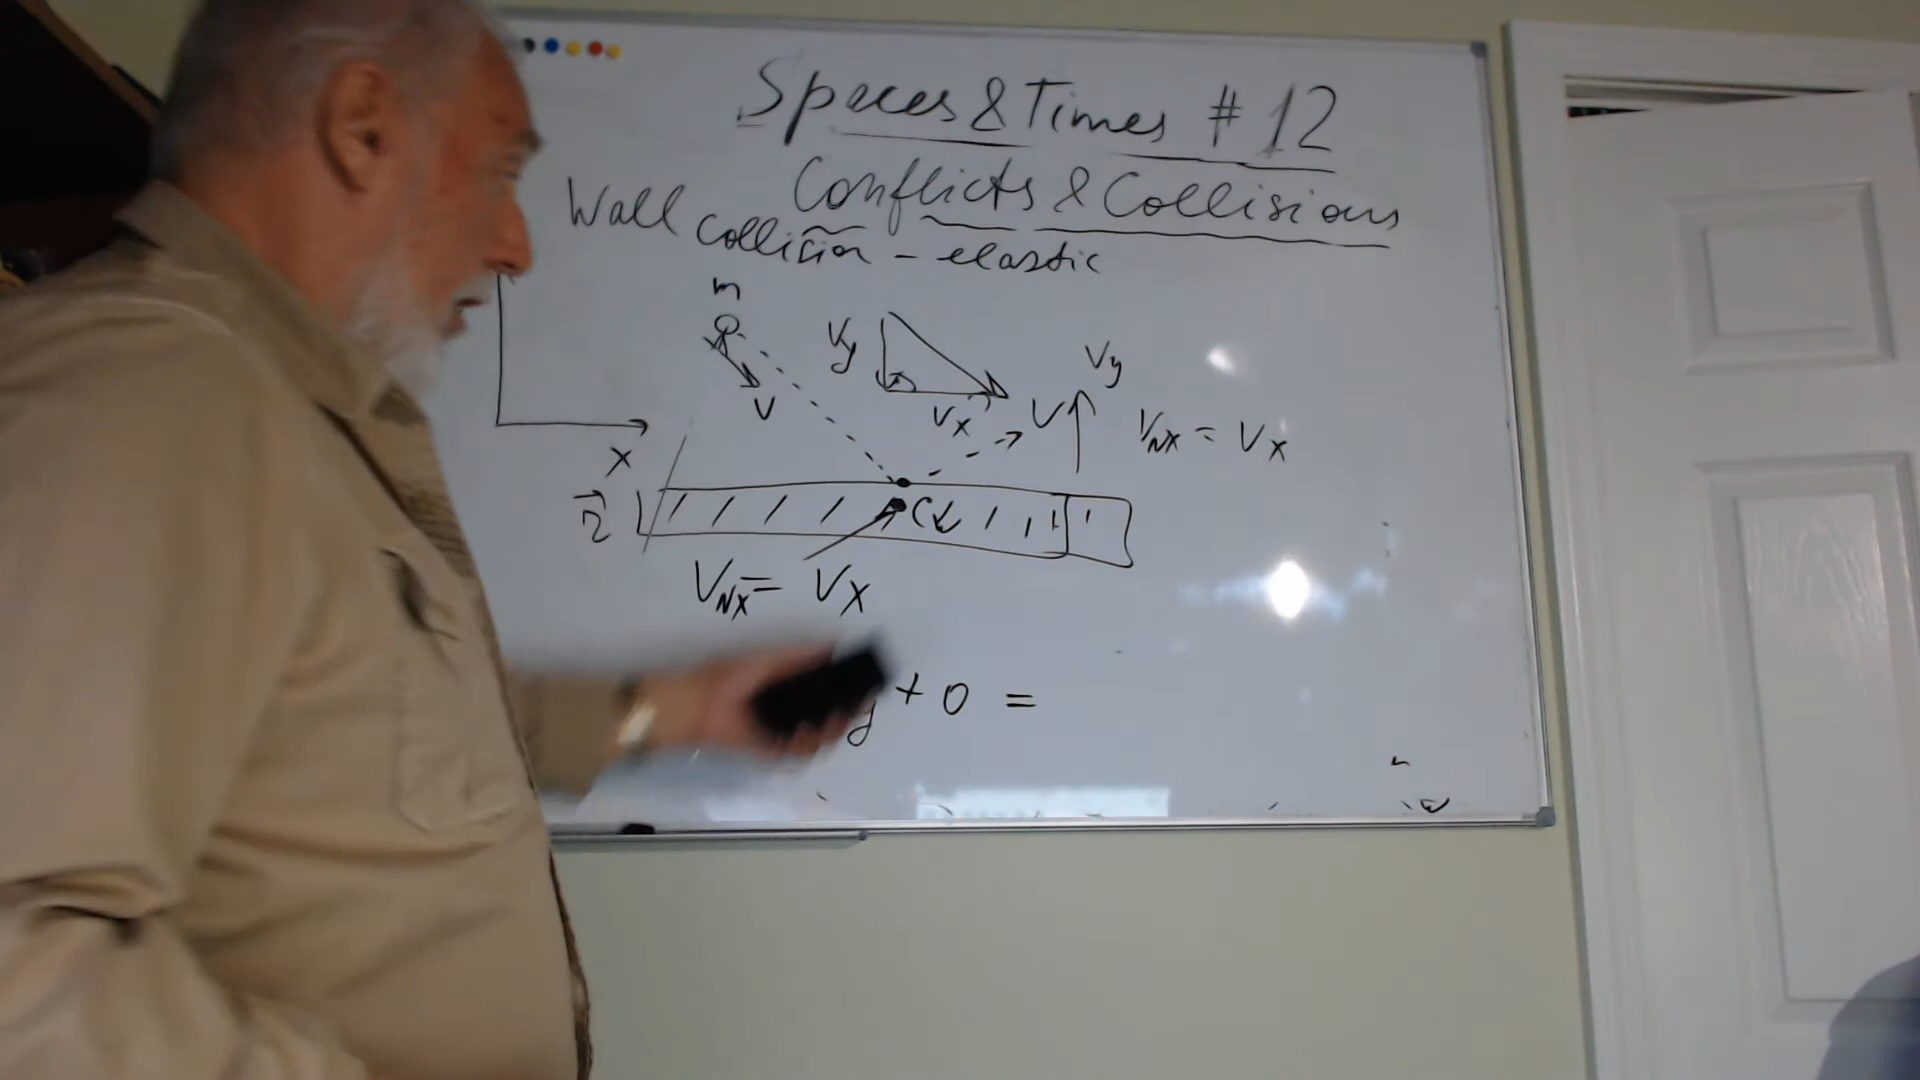 Spaces & Times # 12
Conflicts & Collisions
Wall Collision - elastic
m
V
Vy
Vx
V
Vy
VNX = Vx
X
VNX = Vx
y + 0 =